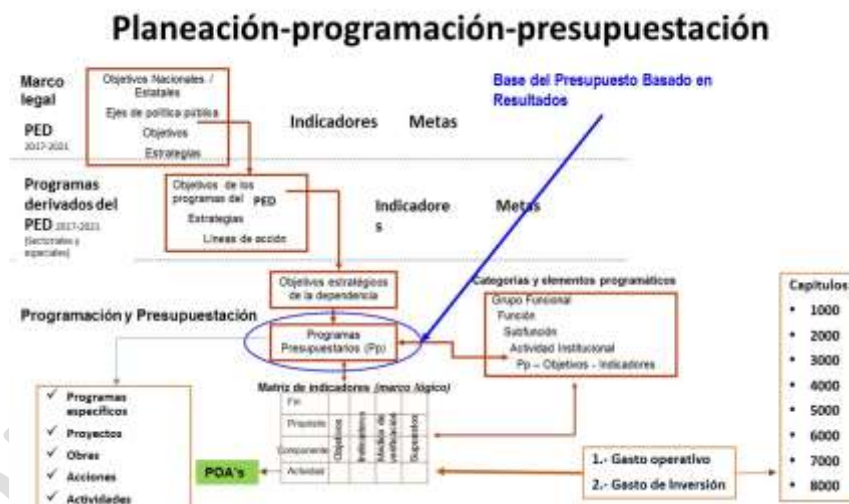 Planeación-programación-presupuestación
Marco
legal
PED
2017-2021
Objetivos Nacionales /
Estatales
Ejes de política pública
Objetivos
Estrategias
Indicadores
Metas
Base del Presupuesto Basado en
Resultados
Programas
derivados del
PED 2017-2021
(Sectoriales y
especiales)
Objetivos de los
programas del PED
Estrategias
Líneas de acción
Indicadore
s
Metas
Objetivos estratégicos
de la dependencia
Programación y Presupuestación
Programas
Presupuestarios (Pp)
Categorías y elementos programáticos
Grupo Funcional
Función
Subfunción
Actividad Institucional
Pp – Objetivos - Indicadores
Capítulos
• 1000
• 2000
• 3000
• 4000
• 5000
• 6000
• 7000
• 8000
Matriz de indicadores (marco lógico)
Fin
Propósito
Componente
Actividad
Objetivos
Indicadores
Medios de
verificación
Supuestos
✓ Programas
específicos
✓ Proyectos
✓ Obras
✓ Acciones
✓ Actividades
POA's
1.- Gasto operativo
2.- Gasto de Inversión